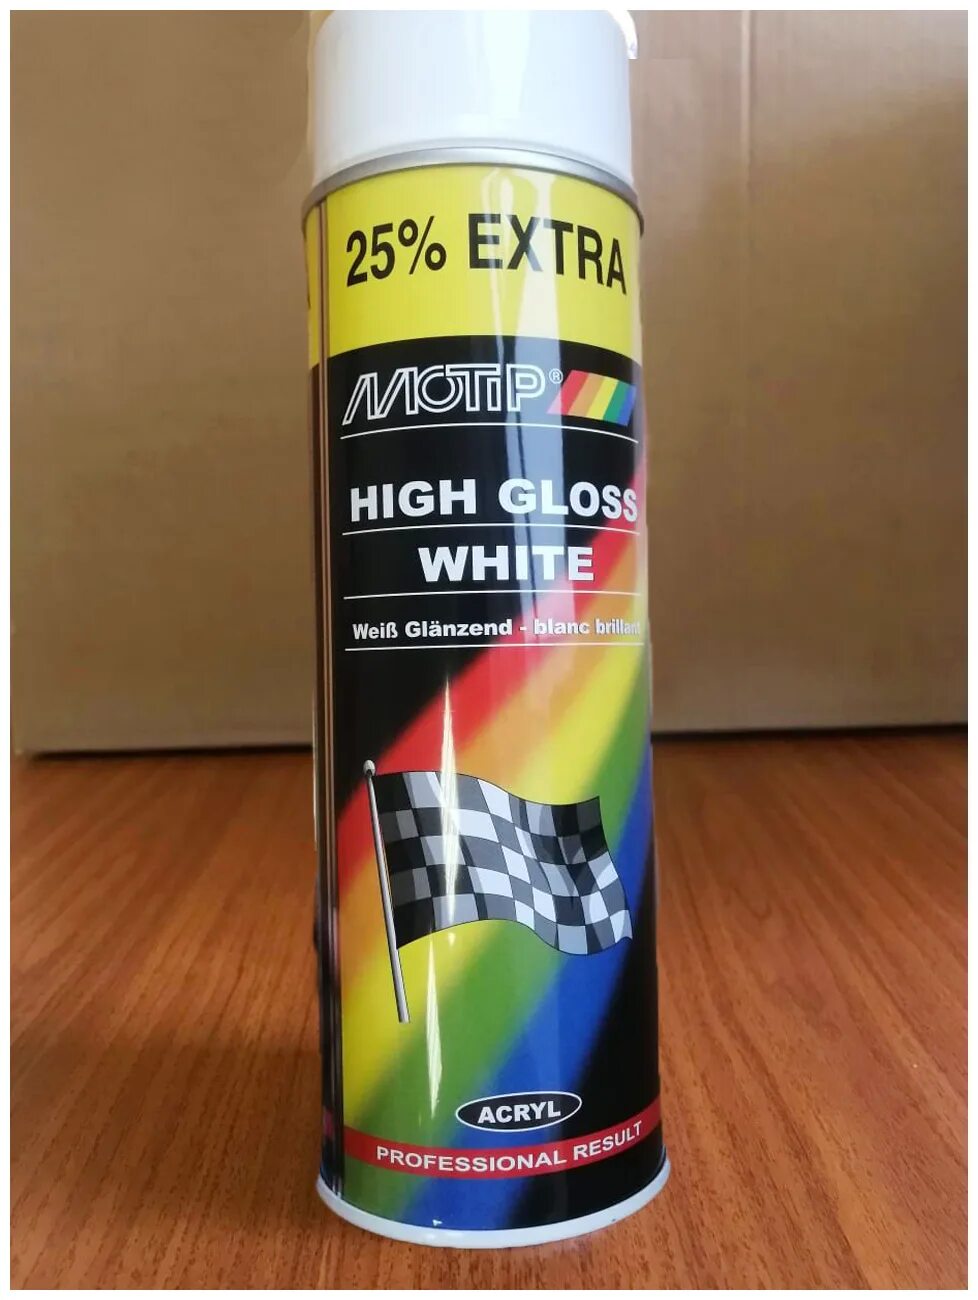 25% EXTRA
MOTIP®
HIGH GLOSS
WHITE
Weiß Glänzend - blanc brillant
ACRYL
PROFESSIONAL RESULT